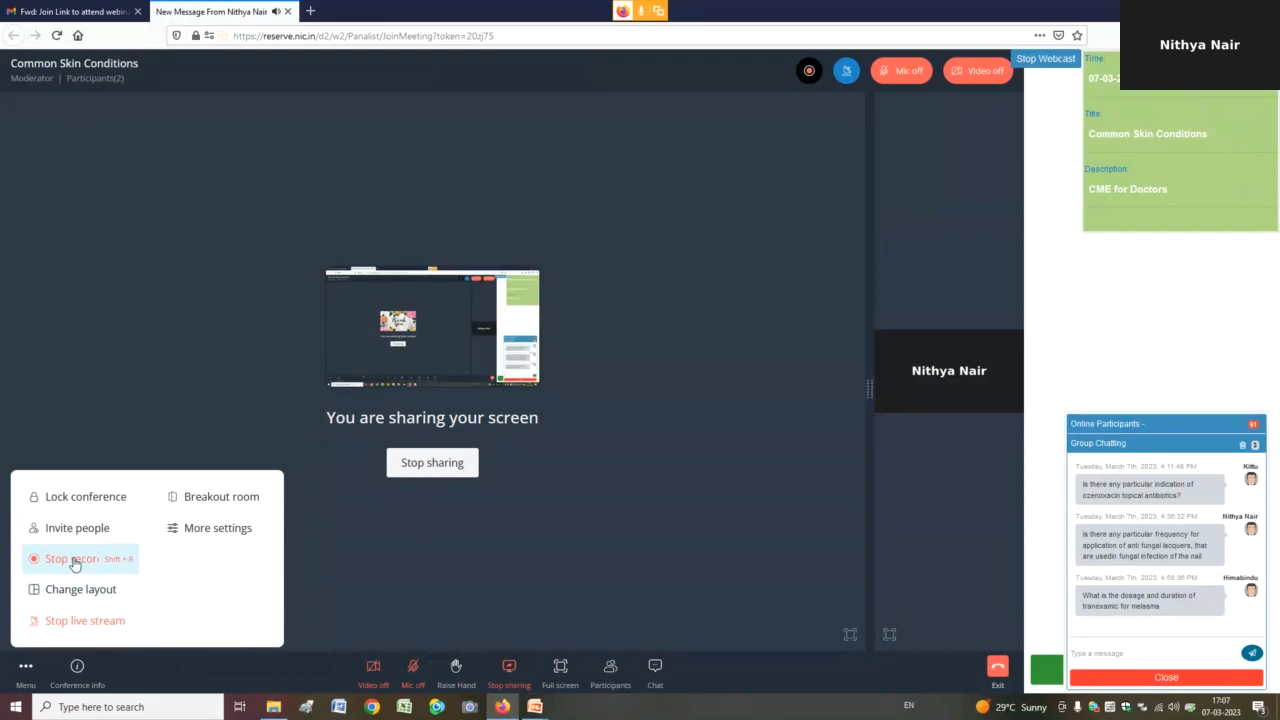 Fwd: Join Link to attend webin
New Message From Nithya Nair
https://reserve.nic.in/d2/w2/Panalist/JoinMeeting?token=20zj75
Nithya Nair
Common Skin Conditions
Moderator | Participants(2)
Mic off
Video off
Stop Webcast
Time:
07-03-2
Title:
Common Skin Conditions
Description:
CME for Doctors
You are sharing your screen
Stop sharing
Nithya Nair
Lock conference
Breakout room
Invite people
More settings
Stop recor Shift + R
Change layout
Stop live stream
Online Participants -
61
Group Chatting
3
Tuesday, March 7th, 2023, 4:11:48 PM
Kittu
Is there any particular indication of
ozenoxacin topical antibiotics?
Tuesday, March 7th, 2023, 4:36:32 PM
Nithya Nair
Is there any particular frequency for
application of anti fungal lacquers, that
are usedin fungal infection of the nail
Tuesday, March 7th, 2023, 4:58:36 PM
Himabindu
What is the dosage and duration of
tranexamic for melasma
Type a message
Close
Menu
Conference info
Video off
Mic off
Raise Hand
Stop sharing
Full screen
Participants
Chat
Exit
Type here to search
EN
29°C Sunny
17:07
07-03-2023
3